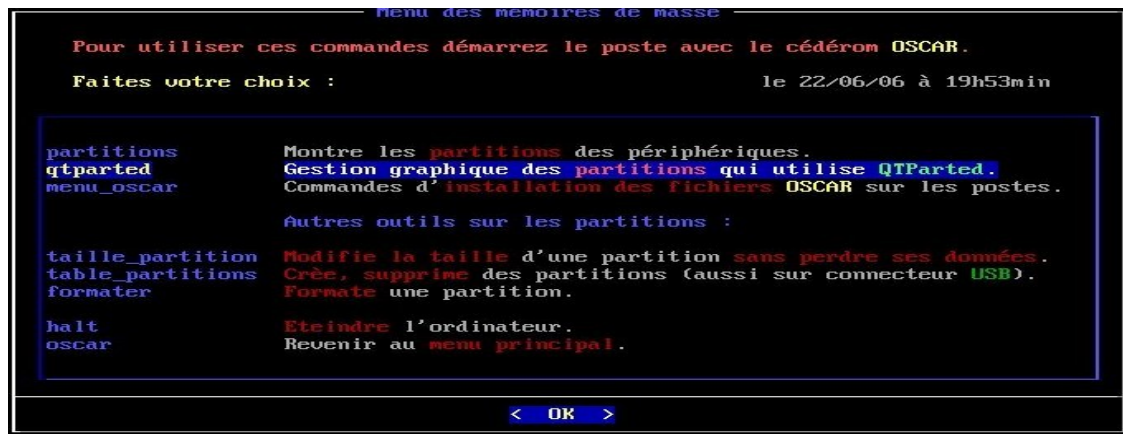 Menu des mémoires de masse
Pour utiliser ces commandes démarrez le poste avec le cédérom OSCAR.
Faites votre choix :	le 22/06/06 à 19h53min
partitions	Montre les partitions des périphériques.
qtparted	Gestion graphique des partitions qui utilise QTParted.
menu_oscar	Commandes d'installation des fichiers OSCAR sur les postes.
Autres outils sur les partitions :
taille_partition	Modifie la taille d'une partition sans perdre ses données.
table_partitions	Crèe, supprime des partitions (aussi sur connecteur USB).
formater	Formate une partition.
halt	Eteindre l'ordinateur.
oscar	Revenir au menu principal.
< OK >